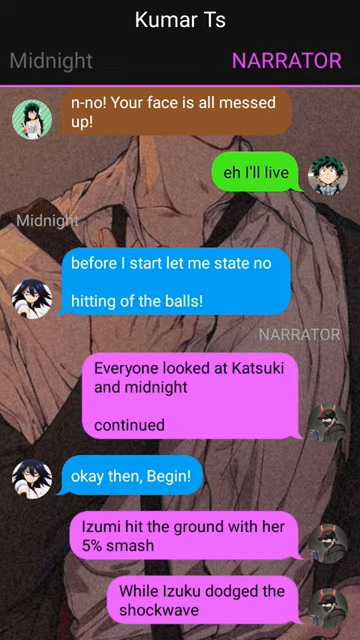 Kumar Ts
Midnight
NARRATOR
n-no! Your face is all messed
up!
eh I'll live
Midnight
before I start let me state no
hitting of the balls!
NARRATOR
Everyone looked at Katsuki
and midnight
continued
okay then, Begin!
Izumi hit the ground with her
5% smash
While Izuku dodged the
shockwave